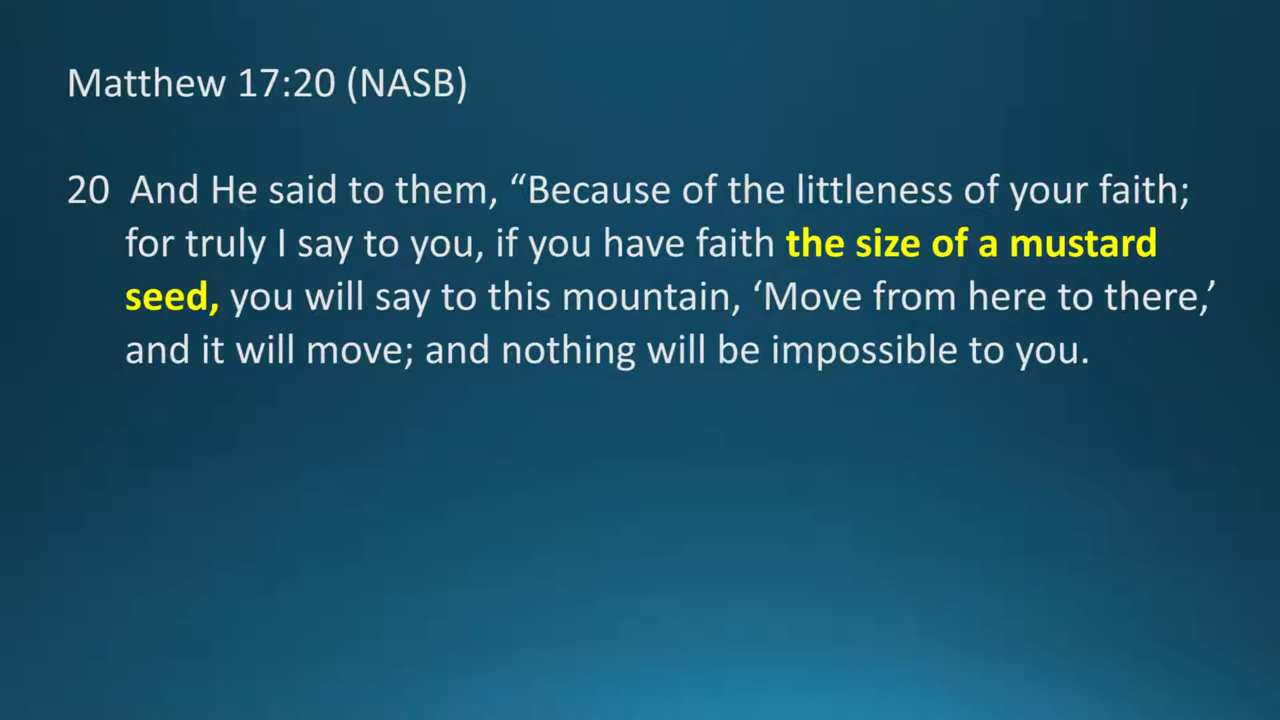 Matthew 17:20 (NASB)
20 And He said to them, “Because of the littleness of your faith;
for truly I say to you, if you have faith the size of a mustard
seed, you will say to this mountain, ‘Move from here to there,’
and it will move; and nothing will be impossible to you.